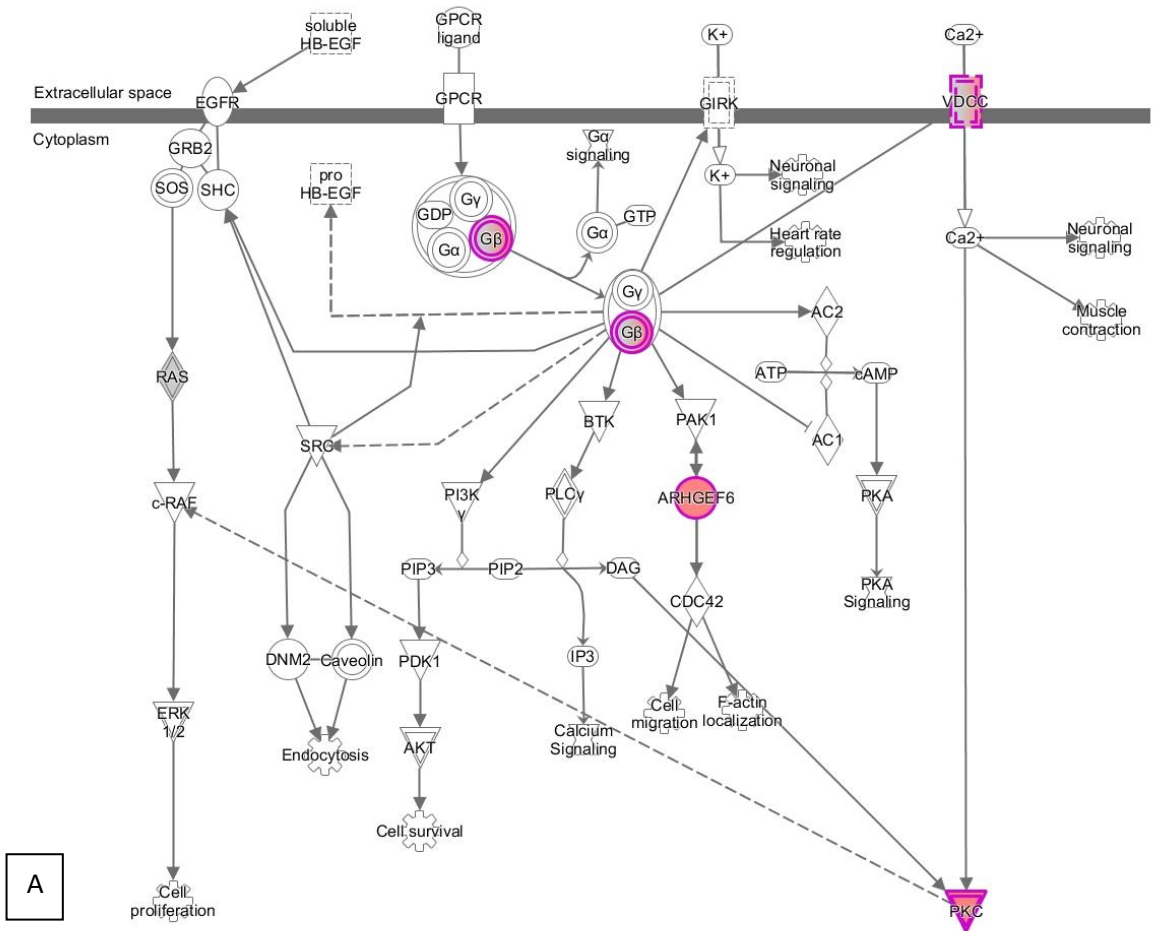 soluble
HB-EGF
GPCR
ligand
K+
Ca2+
Extracellular space
EGFR
GPCR
GIRK
VDCC
Cytoplasm
GRB2
SOS
SHC
pro
HB-EGF
Gα
signaling
K+
Neuronal
signaling
GDP
Gγ
Gα
Gβ
Gα
GTP
Heart rate
regulation
Ca2+
Neuronal
signaling
Gγ
Gβ
AC2
Muscle
contraction
RAS
ATP
cAMP
BTK
PAK1
AC1
SRC
c-RAF
PI3K
γ
PLCγ
ARHGEF6
PKA
PIP3
PIP2
DAG
CDC42
PKA
Signaling
DNM2
Caveolin
PDK1
IP3
ERK
1/2
Cell
migration
F-actin
localization
Endocytosis
AKT
Calcium
Signaling
Cell survival
A
Cell
proliferation
PKC